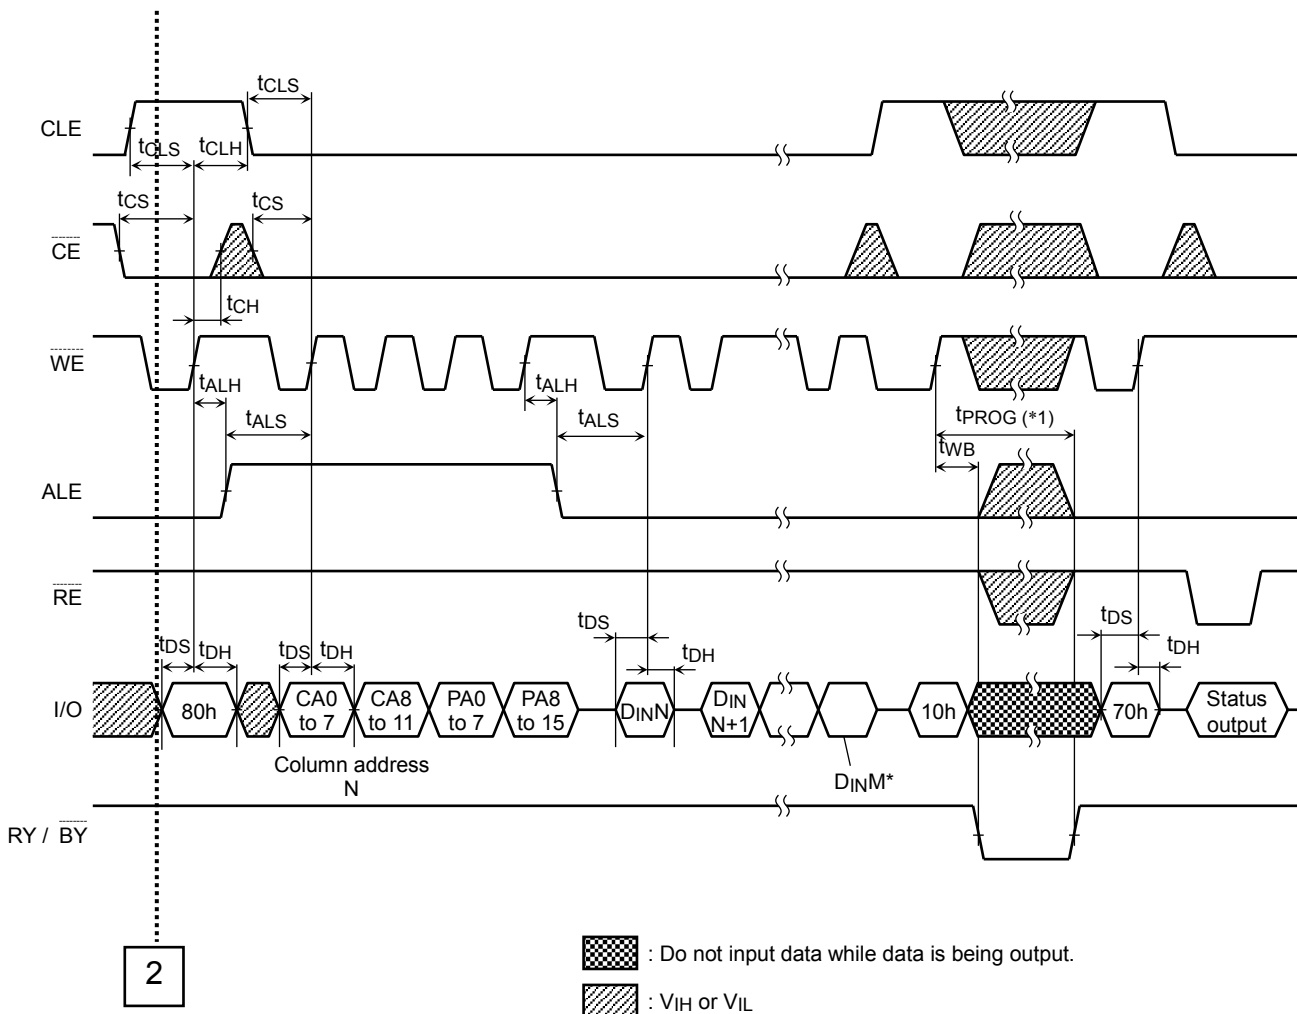 tCLS
CLE
tCLS tCLH
tCS tCS
CE
tCH
WE
tALH tALH
tALS tALS tPROG (*1)
tWB
ALE
RE
tDS tDH tDS tDH tDS tDH tDS tDH
I/O 80h CA0 to 7 CA8 to 11 PA0 to 7 PA8 to 15 DINN DIN N+1 10h 70h Status output
Column address
N
DINM*
RY / BY
2
: Do not input data while data is being output.
: VIH or VIL